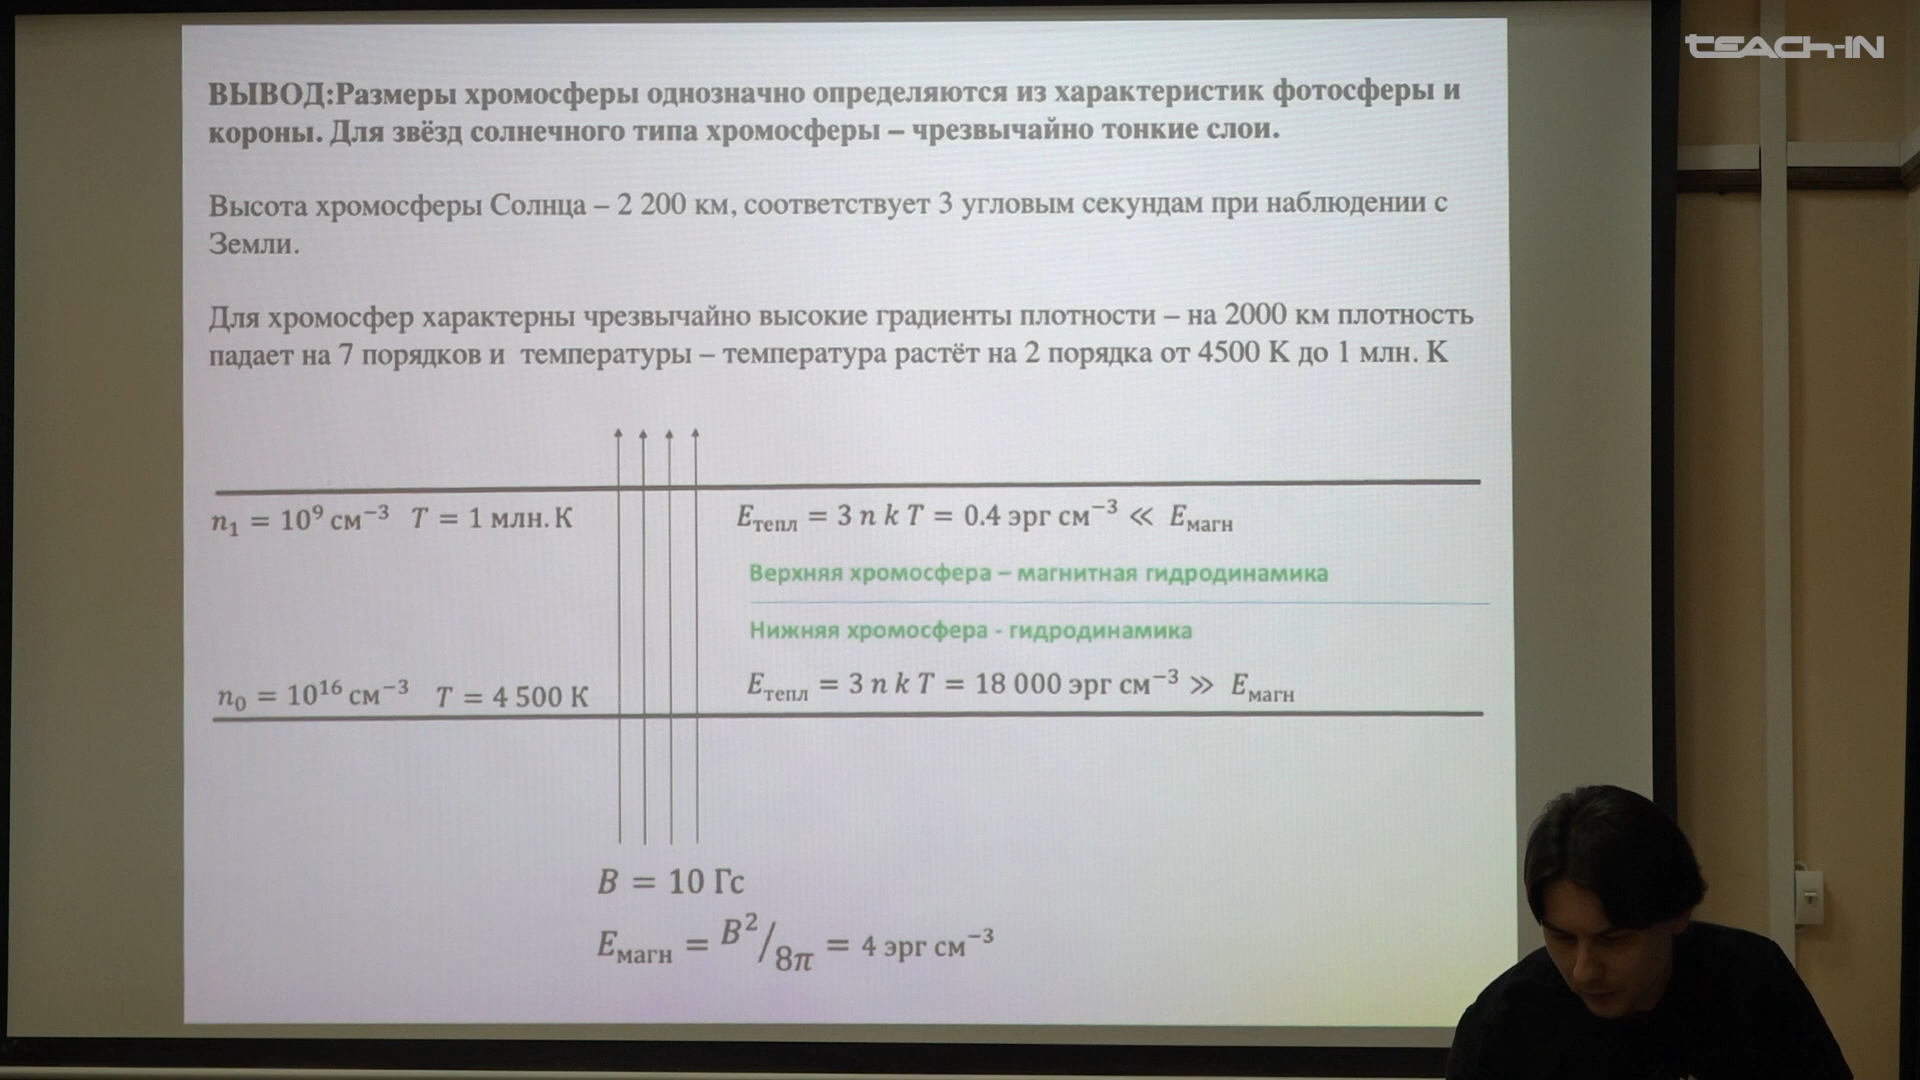 TEACH-IN
ВЫВОД:Размеры хромосферы однозначно определяются из характеристик фотосферы и
короны. Для звёзд солнечного типа хромосферы – чрезвычайно тонкие слои.
Высота хромосферы Солнца – 2 200 км, соответствует 3 угловым секундам при наблюдении с
Земли.
Для хромосфер характерны чрезвычайно высокие градиенты плотности – на 2000 км плотность
падает на 7 порядков и температуры – температура растёт на 2 порядка от 4500 К до 1 млн. К
n₁ = 10⁹ см⁻³ T = 1 млн. К
Eтепл = 3 n k T = 0.4 эрг см⁻³ ≪ Eмагн
Верхняя хромосфера – магнитная гидродинамика
Нижняя хромосфера - гидродинамика
n₀ = 10¹⁶ см⁻³ T = 4 500 К
Eтепл = 3 n k T = 18 000 эрг см⁻³ ≫ Eмагн
B = 10 Гс
Eмагн = B²/8π = 4 эрг см⁻³